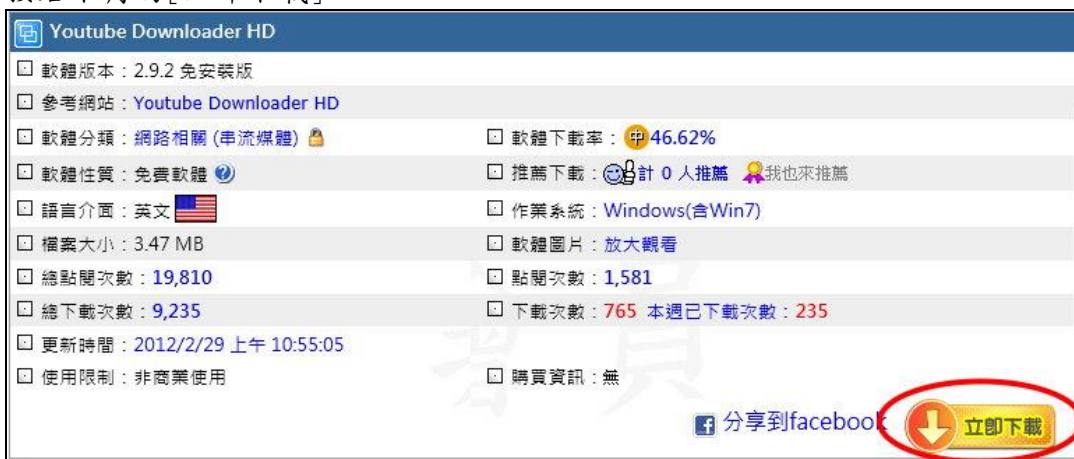 Youtube Downloader HD
軟體版本：2.9.2 免安裝版
參考網站：Youtube Downloader HD
軟體分類：網路相關 (串流媒體) 軟體下載率：中46.62%
軟體性質：免費軟體 推薦下載：計 0 人推薦 我也來推薦
語言介面：英文 作業系統：Windows(含Win7)
檔案大小：3.47 MB 軟體圖片：放大觀看
總點閱次數：19,810 點閱次數：1,581
總下載次數：9,235 下載次數：765 本週已下載次數：235
更新時間：2012/2/29 上午 10:55:05
使用限制：非商業使用 購買資訊：無
分享到facebook 立即下載